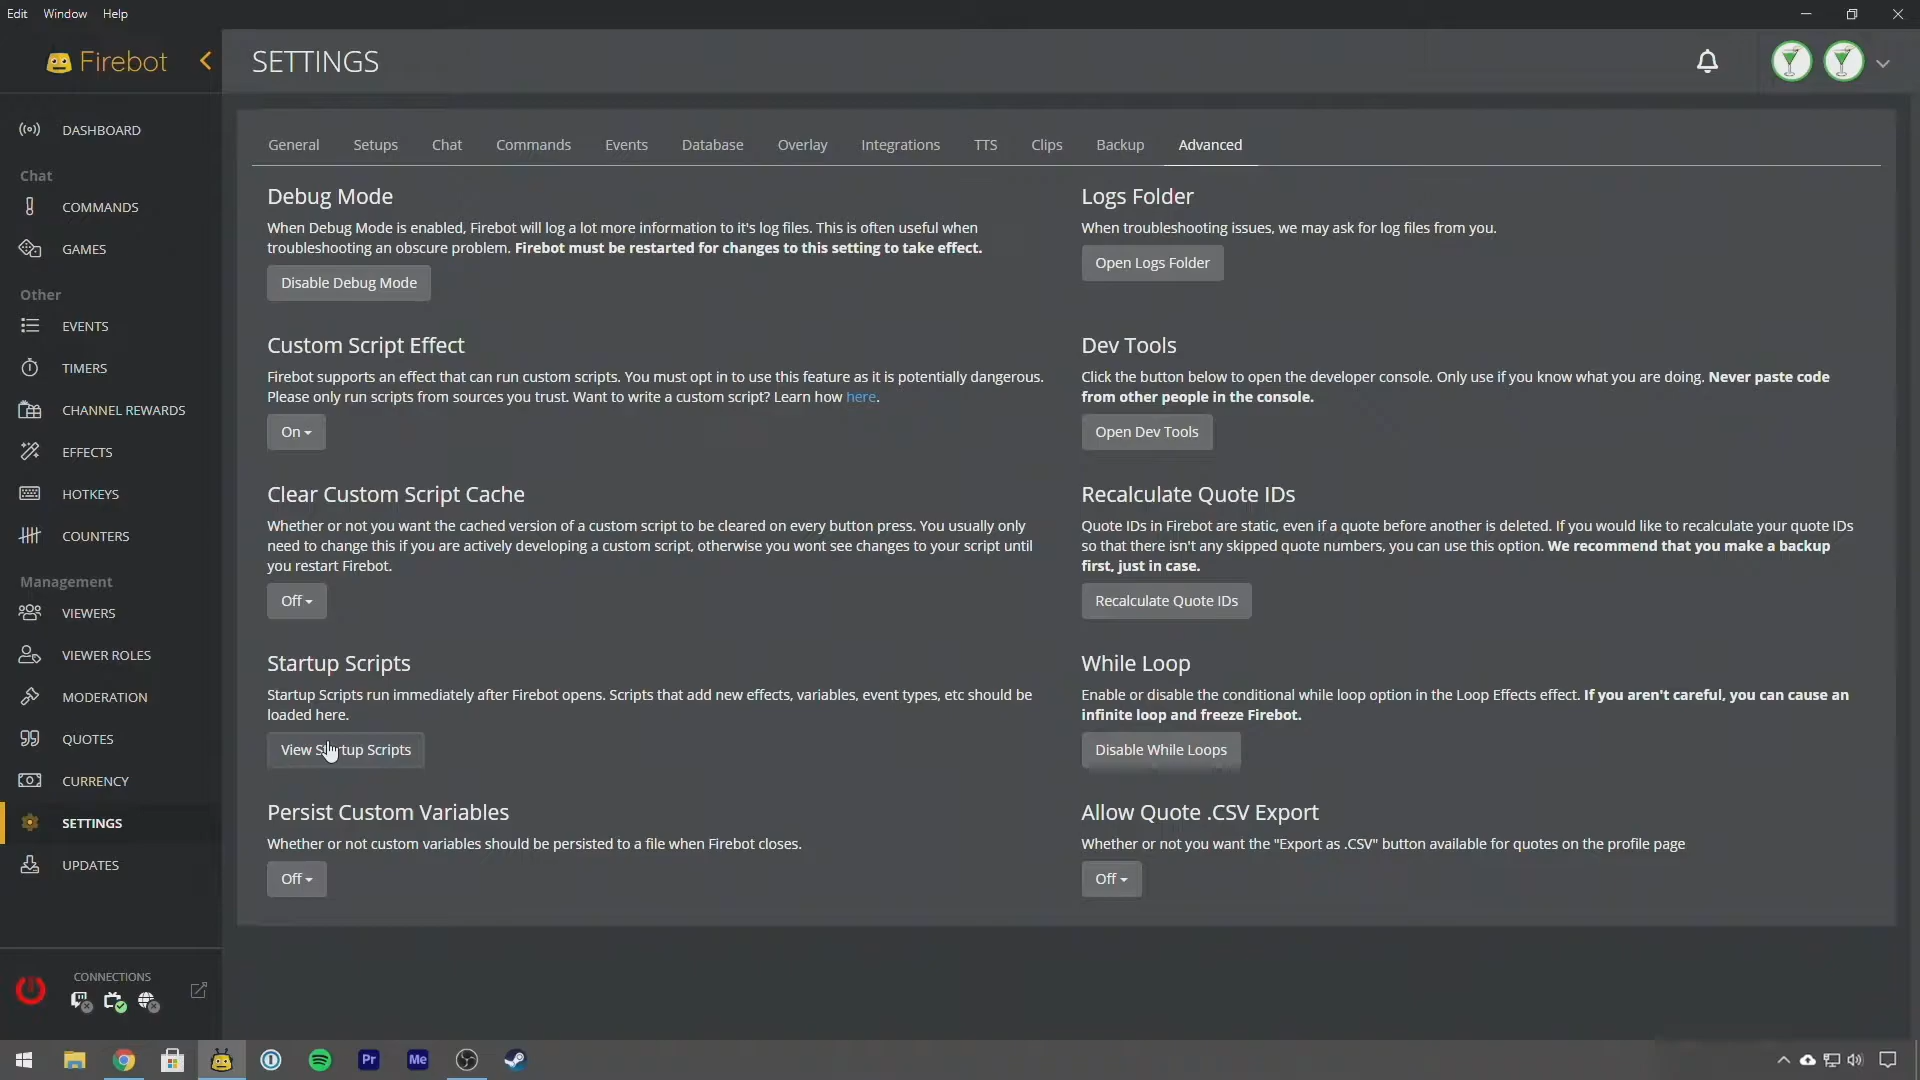 Edit Window Help
Firebot
SETTINGS
DASHBOARD
Chat
COMMANDS
GAMES
Other
EVENTS
TIMERS
CHANNEL REWARDS
EFFECTS
HOTKEYS
COUNTERS
Management
VIEWERS
VIEWER ROLES
MODERATION
QUOTES
CURRENCY
SETTINGS
UPDATES
CONNECTIONS
General Setups Chat Commands Events Database Overlay Integrations TTS Clips Backup Advanced
Debug Mode
When Debug Mode is enabled, Firebot will log a lot more information to it's log files. This is often useful when
troubleshooting an obscure problem. Firebot must be restarted for changes to this setting to take effect.
Disable Debug Mode
Logs Folder
When troubleshooting issues, we may ask for log files from you.
Open Logs Folder
Custom Script Effect
Firebot supports an effect that can run custom scripts. You must opt in to use this feature as it is potentially dangerous.
Please only run scripts from sources you trust. Want to write a custom script? Learn how here.
On
Dev Tools
Click the button below to open the developer console. Only use if you know what you are doing. Never paste code
from other people in the console.
Open Dev Tools
Clear Custom Script Cache
Whether or not you want the cached version of a custom script to be cleared on every button press. You usually only
need to change this if you are actively developing a custom script, otherwise you wont see changes to your script until
you restart Firebot.
Off
Recalculate Quote IDs
Quote IDs in Firebot are static, even if a quote before another is deleted. If you would like to recalculate your quote IDs
so that there isn't any skipped quote numbers, you can use this option. We recommend that you make a backup
first, just in case.
Recalculate Quote IDs
Startup Scripts
Startup Scripts run immediately after Firebot opens. Scripts that add new effects, variables, event types, etc should be
loaded here.
View Startup Scripts
While Loop
Enable or disable the conditional while loop option in the Loop Effects effect. If you aren't careful, you can cause an
infinite loop and freeze Firebot.
Disable While Loops
Persist Custom Variables
Whether or not custom variables should be persisted to a file when Firebot closes.
Off
Allow Quote .CSV Export
Whether or not you want the "Export as .CSV" button available for quotes on the profile page
Off
Pr Me